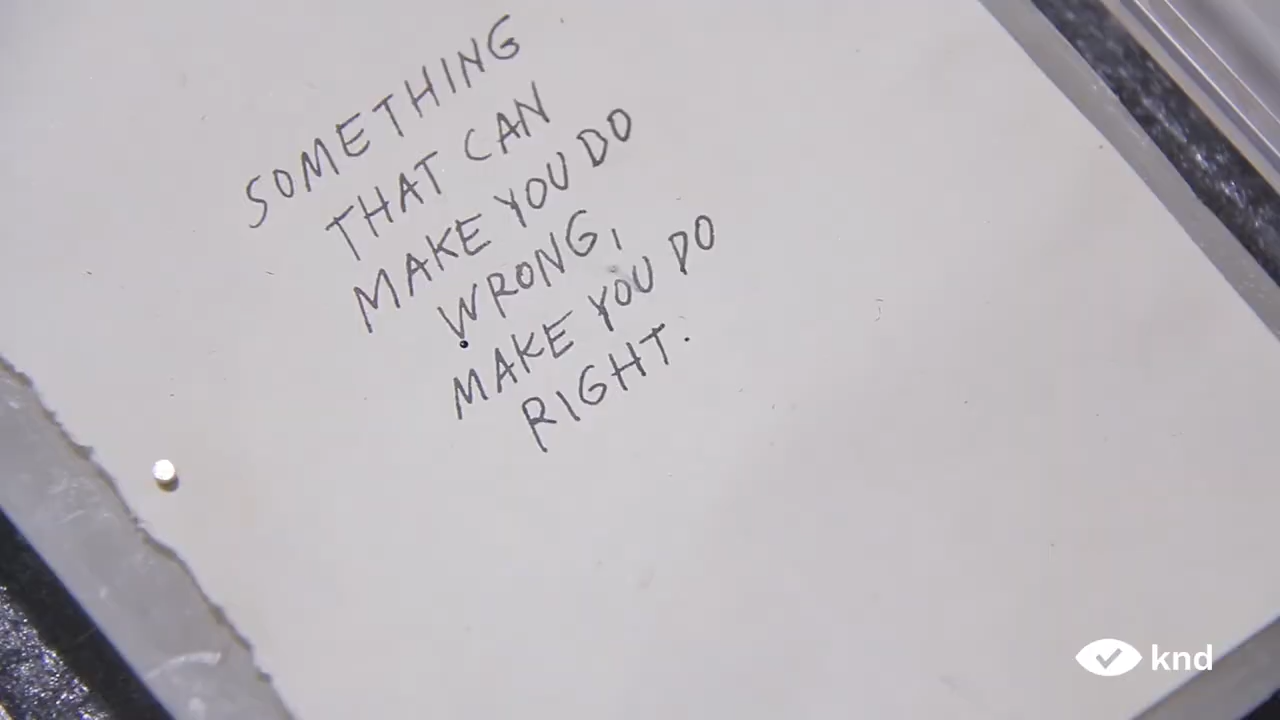 SOMETHING
THAT CAN
MAKE YOU DO
WRONG,
MAKE YOU DO
RIGHT.
knd